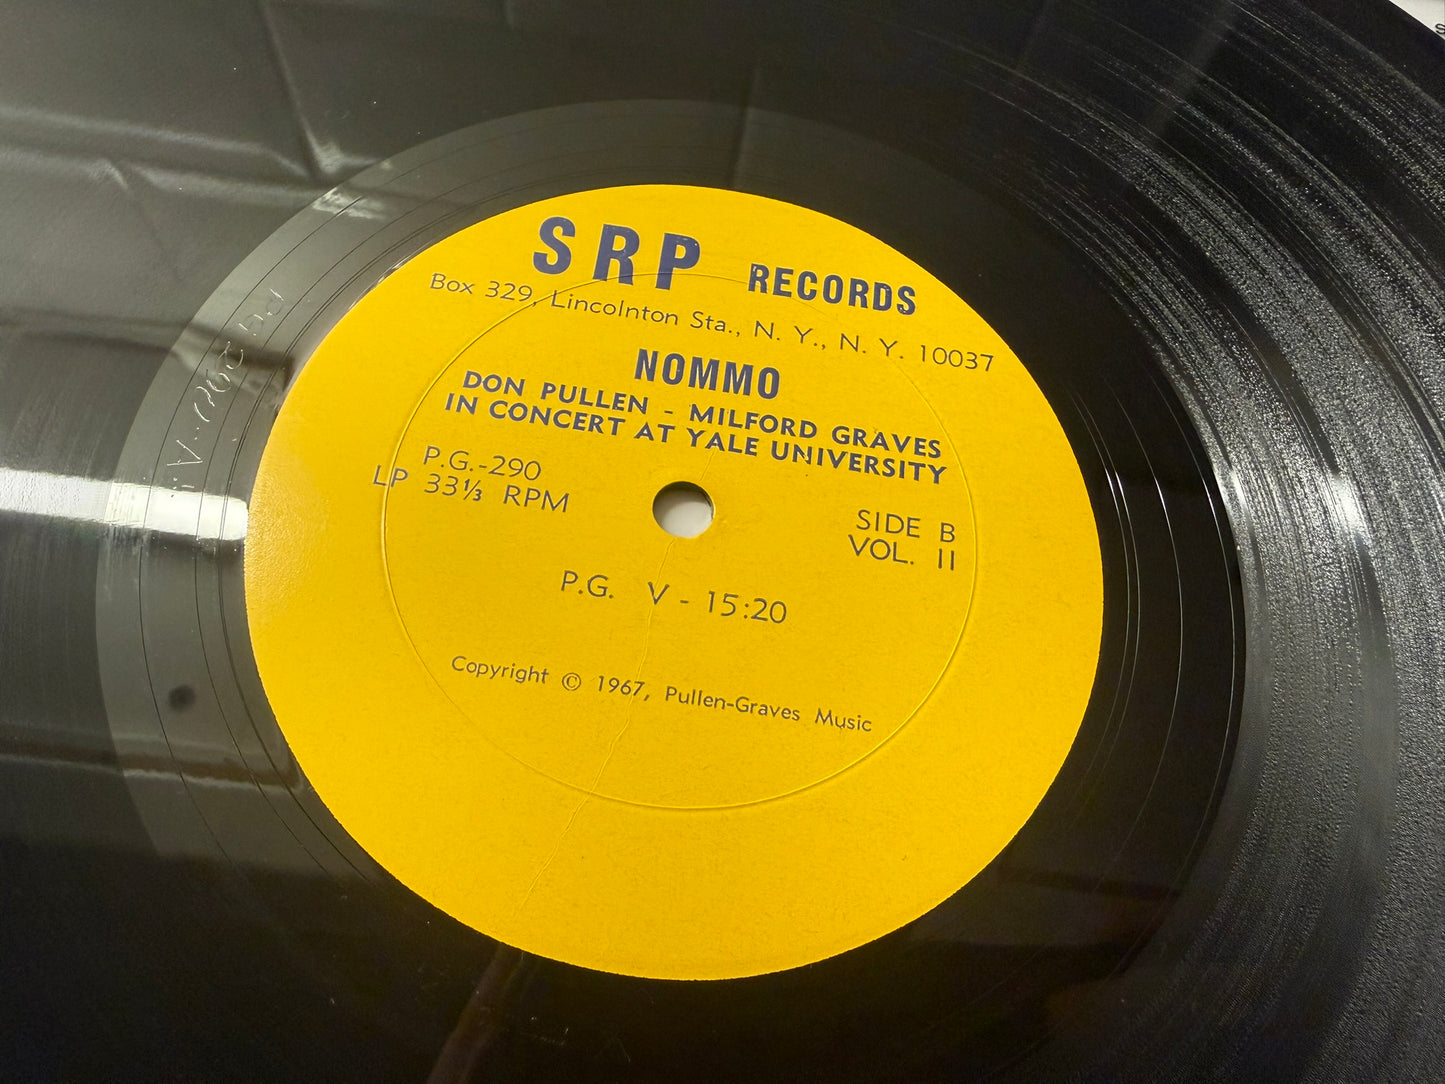 SRP RECORDS
Box 329, Lincolnton Sta., N. Y., N. Y. 10037
NOMMO
DON PULLEN - MILFORD GRAVES
IN CONCERT AT YALE UNIVERSITY
P.G.-290
LP 33⅓ RPM
SIDE B
VOL. II
P.G. V - 15:20
Copyright © 1967, Pullen-Graves Music